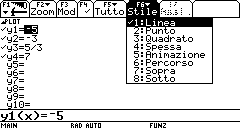 F1 F2 Zoom F3 Mod F5 Tutto F6 Stile
PLOT
✓y1=-5
✓y2=-3
✓y3=5/3
✓y4=7
y5=
y6=
y7=
y8=
y9=
y10=
1:Linea
2:Punto
3:Quadrato
4:Spessa
5:Animazione
6:Percorso
7:Sopra
8:Sotto
y1(x)=-5
MAIN RAD AUTO FUNZ